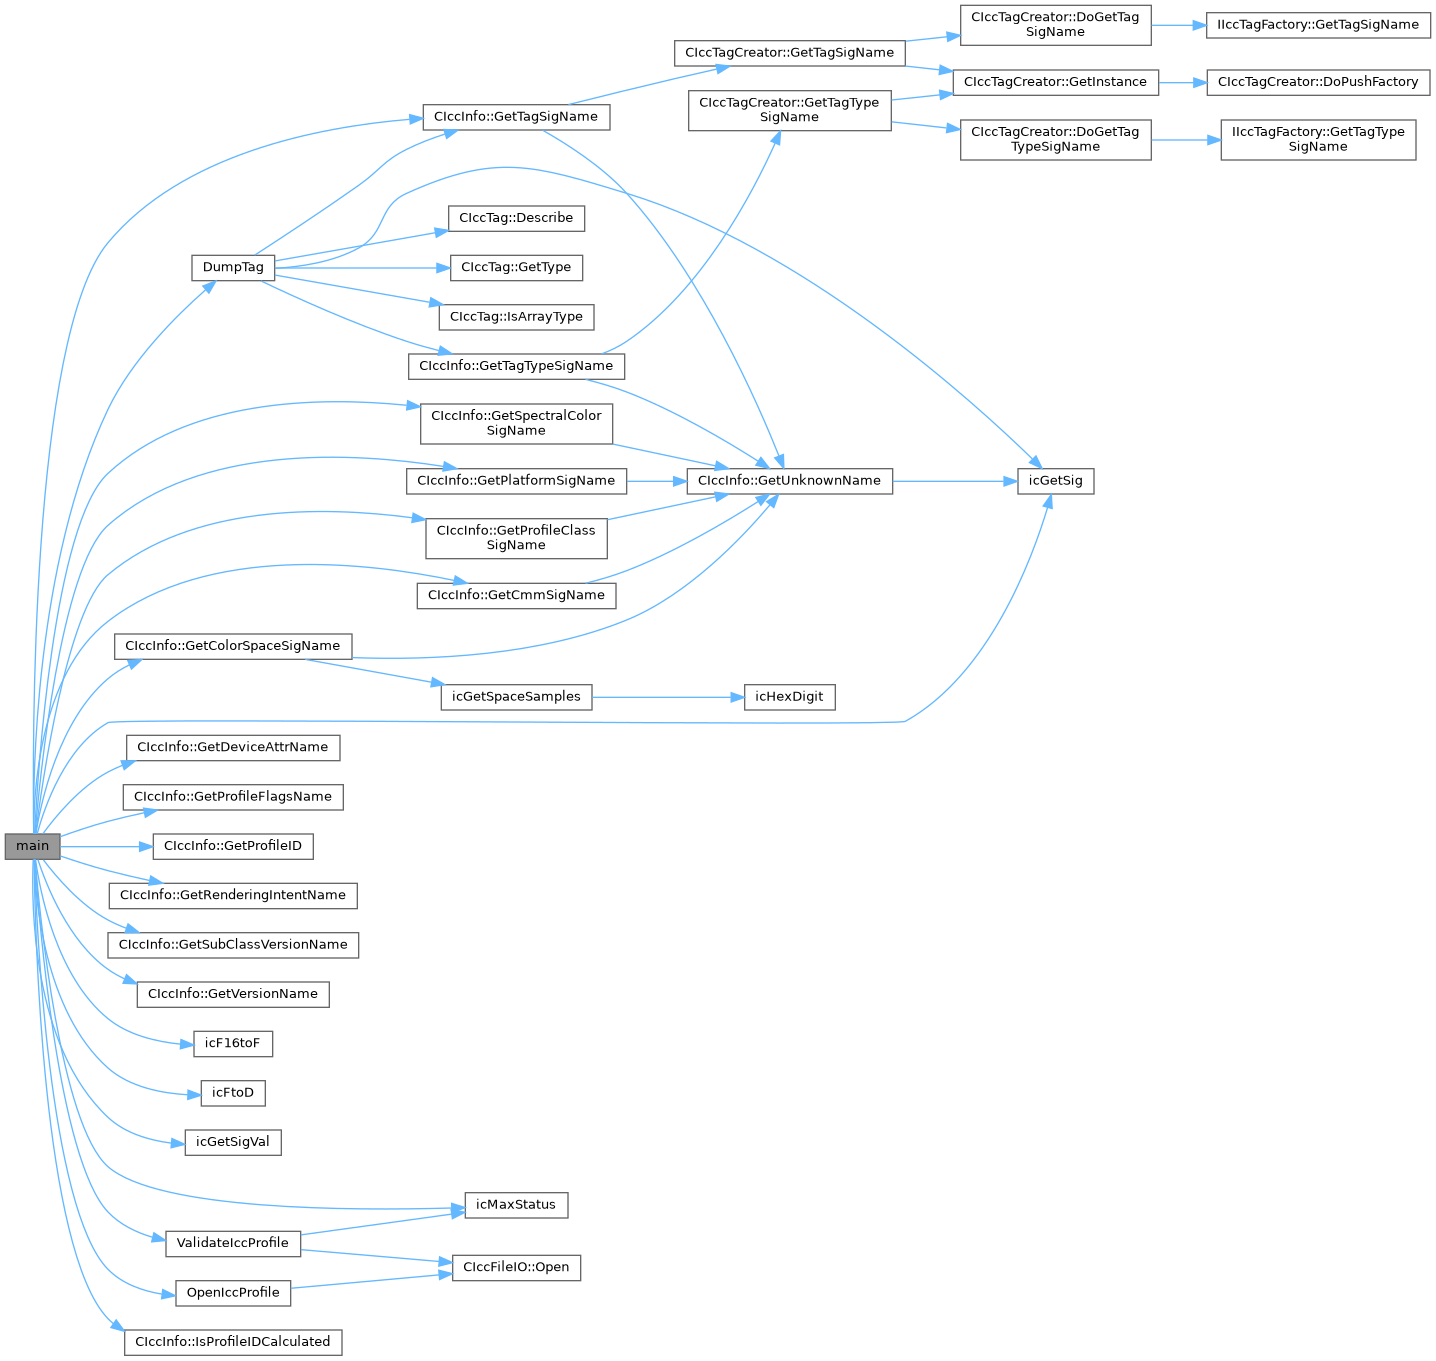 CIccTagCreator::DoGetTag
SigName
IIccTagFactory::GetTagSigName
CIccTagCreator::GetTagSigName
CIccTagCreator::GetInstance
CIccTagCreator::DoPushFactory
CIccTagCreator::GetTagType
SigName
CIccInfo::GetTagSigName
CIccTagCreator::DoGetTag
TypeSigName
IIccTagFactory::GetTagType
SigName
CIccTag::Describe
DumpTag
CIccTag::GetType
CIccTag::IsArrayType
CIccInfo::GetTagTypeSigName
CIccInfo::GetSpectralColor
SigName
CIccInfo::GetPlatformSigName
CIccInfo::GetUnknownName
icGetSig
CIccInfo::GetProfileClass
SigName
CIccInfo::GetCmmSigName
CIccInfo::GetColorSpaceSigName
icGetSpaceSamples
icHexDigit
CIccInfo::GetDeviceAttrName
CIccInfo::GetProfileFlagsName
main
CIccInfo::GetProfileID
CIccInfo::GetRenderingIntentName
CIccInfo::GetSubClassVersionName
CIccInfo::GetVersionName
icF16toF
icFtoD
icGetSigVal
icMaxStatus
ValidateIccProfile
CIccFileIO::Open
OpenIccProfile
CIccInfo::IsProfileIDCalculated